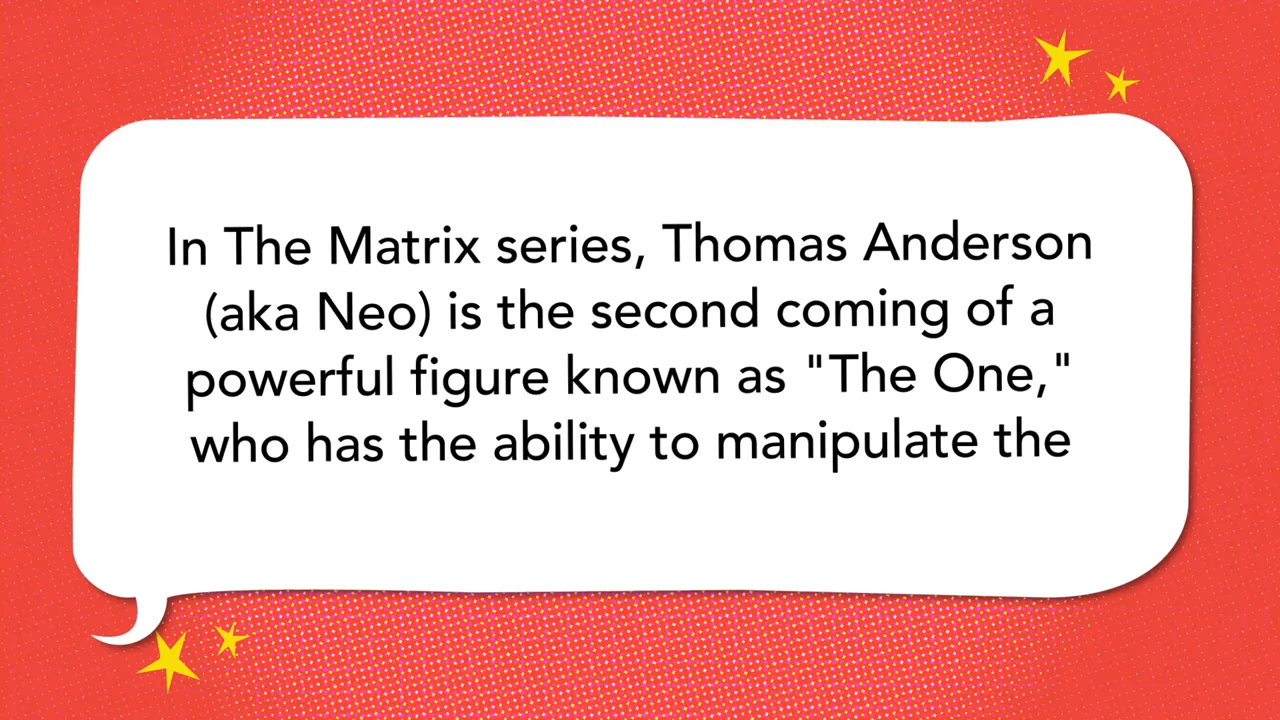 In The Matrix series, Thomas Anderson
(aka Neo) is the second coming of a
powerful figure known as "The One,"
who has the ability to manipulate the